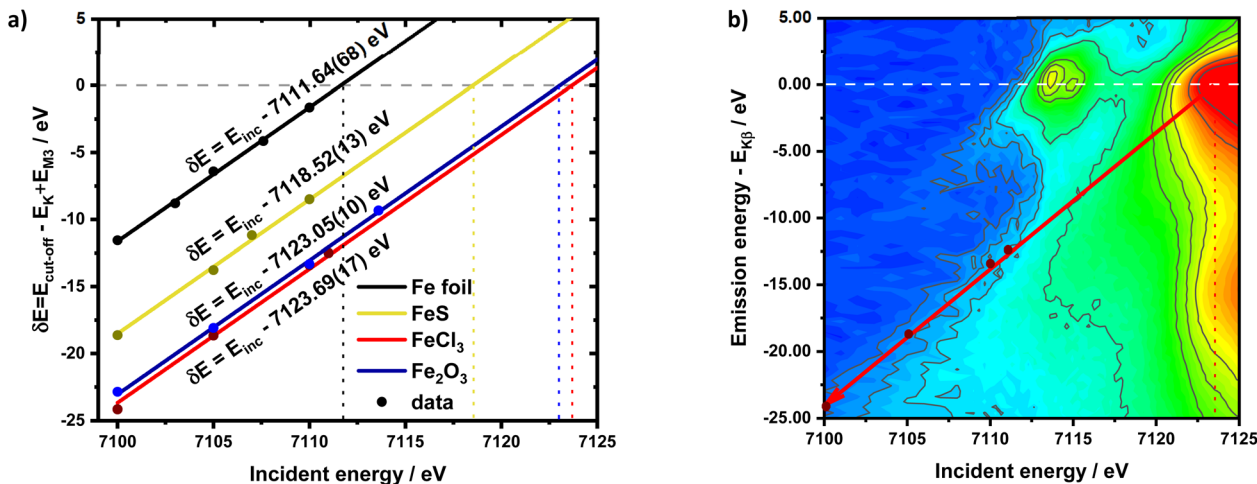 a)
δE=E_cut-off - E_K+E_M3 / eV
5
0
-5
-10
-15
-20
-25
7100
7105
7110
7115
7120
7125
Incident energy / eV
δE = E_inc - 7111.64(68) eV
δE = E_inc - 7118.52(13) eV
δE = E_inc - 7123.05(10) eV
δE = E_inc - 7123.69(17) eV
Fe foil
FeS
FeCl₃
Fe₂O₃
data
b)
Emission energy - E_Kβ / eV
5.00
0.00
-5.00
-10.00
-15.00
-20.00
-25.00
7100
7105
7110
7115
7120
7125
Incident energy / eV